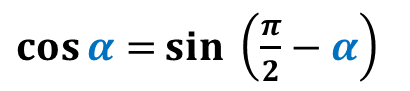 cos α = sin (π/2 − α)